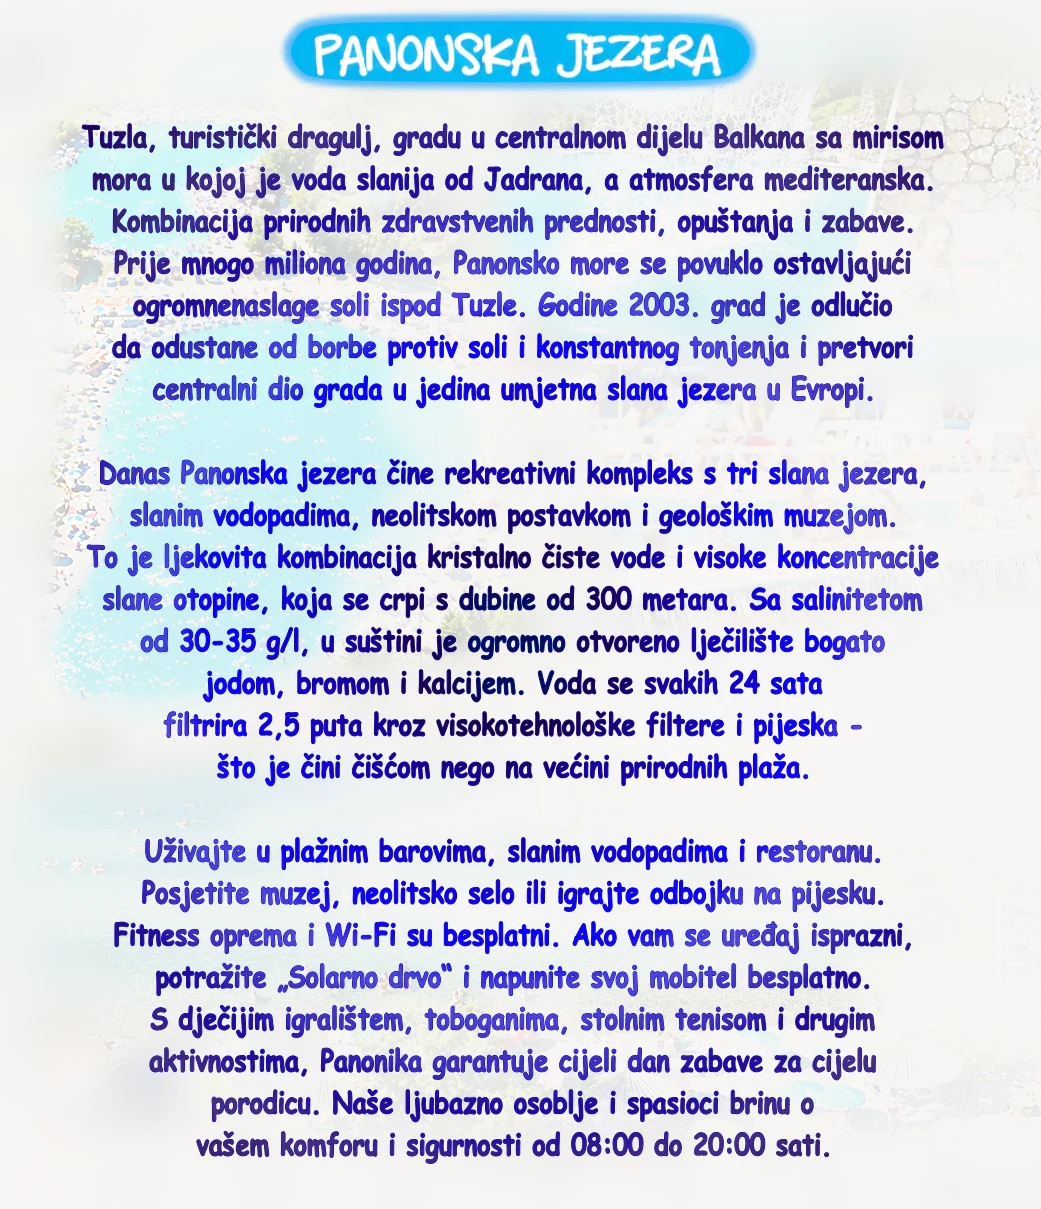 PANONSKA JEZERA
Tuzla, turistički dragulj, gradu u centralnom dijelu Balkana sa mirisom
mora u kojoj je voda slanija od Jadrana, a atmosfera mediteranska.
Kombinacija prirodnih zdravstvenih prednosti, opuštanja i zabave.
Prije mnogo miliona godina, Panonsko more se povuklo ostavljajući
ogromnenaslage soli ispod Tuzle. Godine 2003. grad je odlučio
da odustane od borbe protiv soli i konstantnog tonjenja i pretvori
centralni dio grada u jedina umjetna slana jezera u Evropi.
Danas Panonska jezera čine rekreativni kompleks s tri slana jezera,
slanim vodopadima, neolitskom postavkom i geološkim muzejom.
To je ljekovita kombinacija kristalno čiste vode i visoke koncentracije
slane otopine, koja se crpi s dubine od 300 metara. Sa salinitetom
od 30-35 g/l, u suštini je ogromno otvoreno lječilište bogato
jodom, bromom i kalcijem. Voda se svakih 24 sata
filtrira 2,5 puta kroz visokotehnološke filtere i pijeska -
što je čini čišćom nego na većini prirodnih plaža.
Uživajte u plažnim barovima, slanim vodopadima i restoranu.
Posjetite muzej, neolitsko selo ili igrajte odbojku na pijesku.
Fitness oprema i Wi-Fi su besplatni. Ako vam se uređaj isprazni,
potražite „Solarno drvo“ i napunite svoj mobitel besplatno.
S dječijim igralištem, toboganima, stolnim tenisom i drugim
aktivnostima, Panonika garantuje cijeli dan zabave za cijelu
porodicu. Naše ljubazno osoblje i spasioci brinu o
vašem komforu i sigurnosti od 08:00 do 20:00 sati.